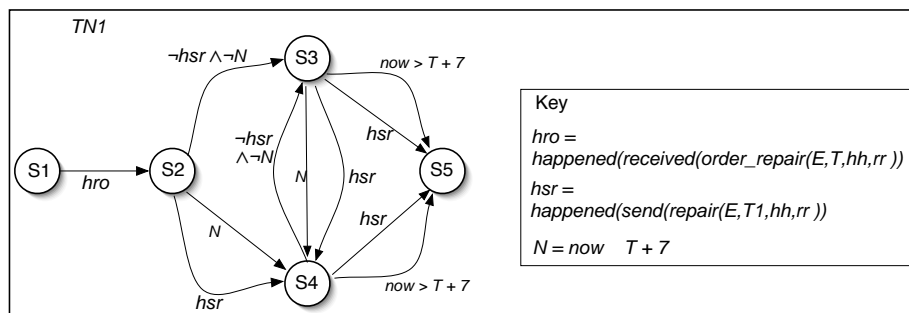 TN1
¬hsr ∧¬N
S3
now > T + 7
¬hsr
∧¬N
N
hsr
hsr
S1
hro
S2
S5
N
hsr
hsr
S4
now > T + 7
Key
hro =
happened(received(order_repair(E,T,hh,rr ))
hsr =
happened(send(repair(E,T1,hh,rr ))
N = now T + 7